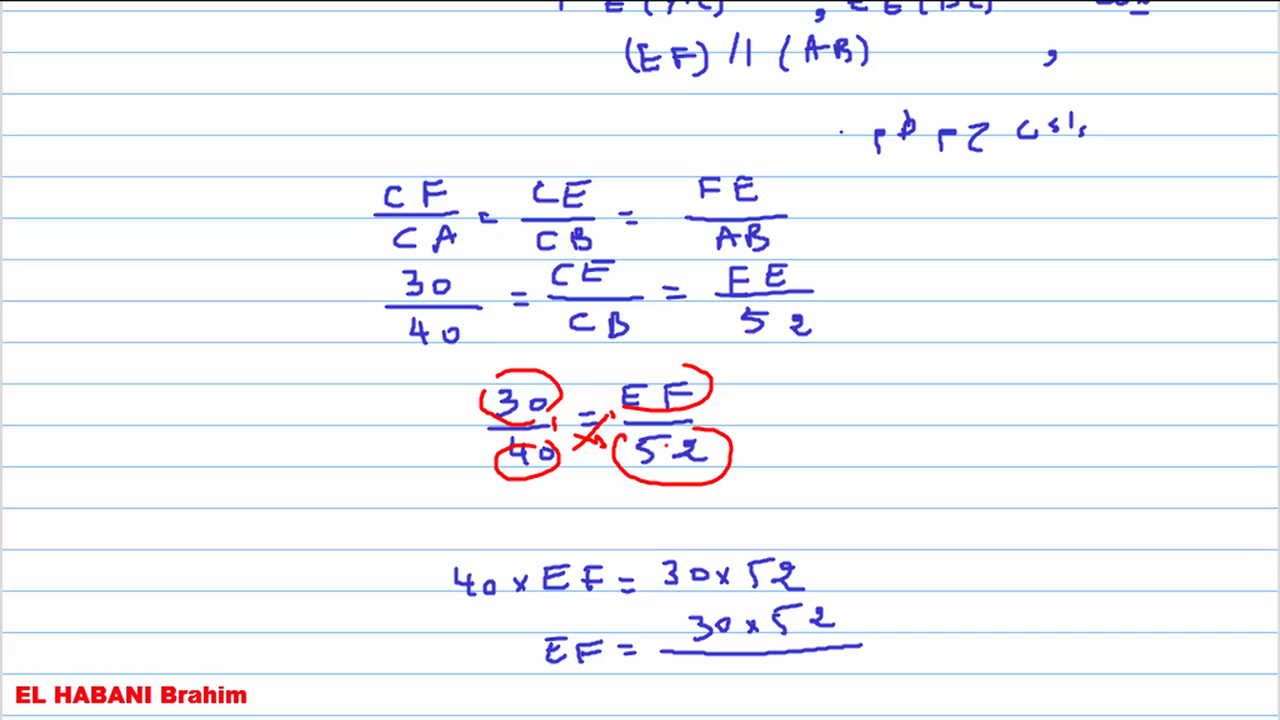 (EF) // (AB) ,
CF/CA = CE/CB = FE/AB
30/40 = CE/CB = FE/52
30/40 = EF/52
40 × EF = 30 × 52
EF = 30 × 52
EL HABANI Brahim